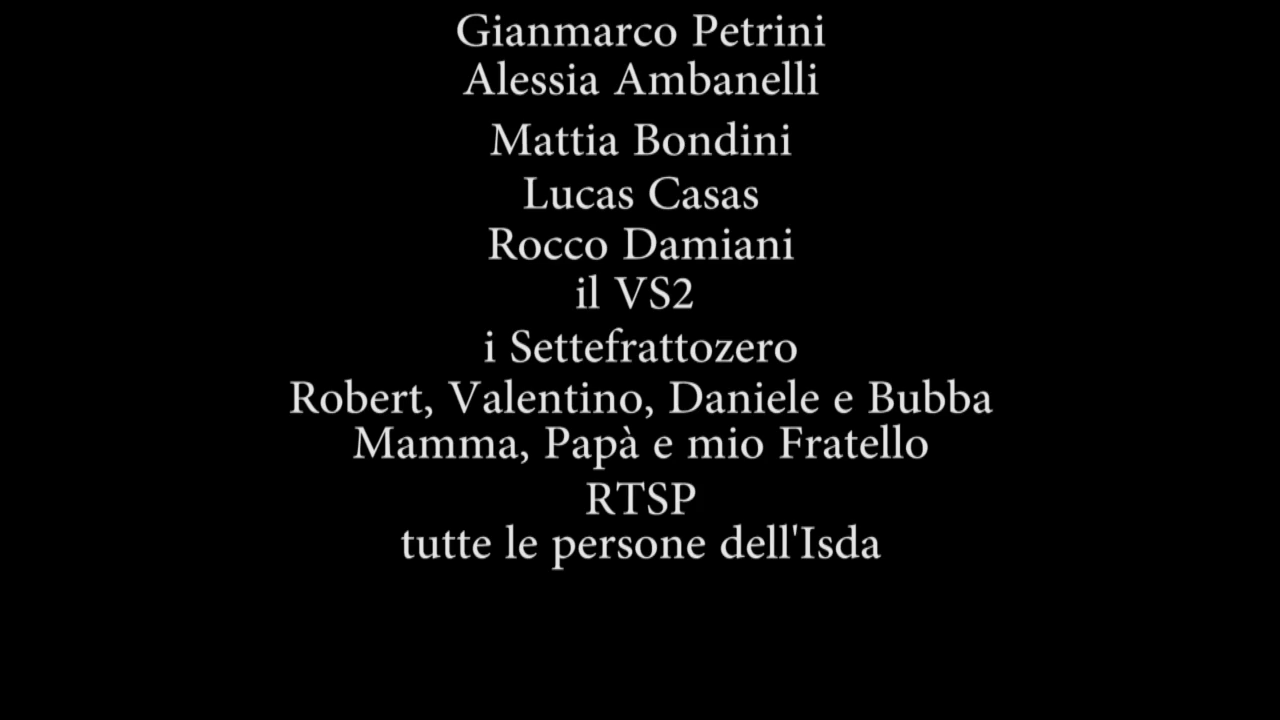 Gianmarco Petrini
Alessia Ambanelli
Mattia Bondini
Lucas Casas
Rocco Damiani
il VS2
i Settefrattozero
Robert, Valentino, Daniele e Bubba
Mamma, Papà e mio Fratello
RTSP
tutte le persone dell'Isda